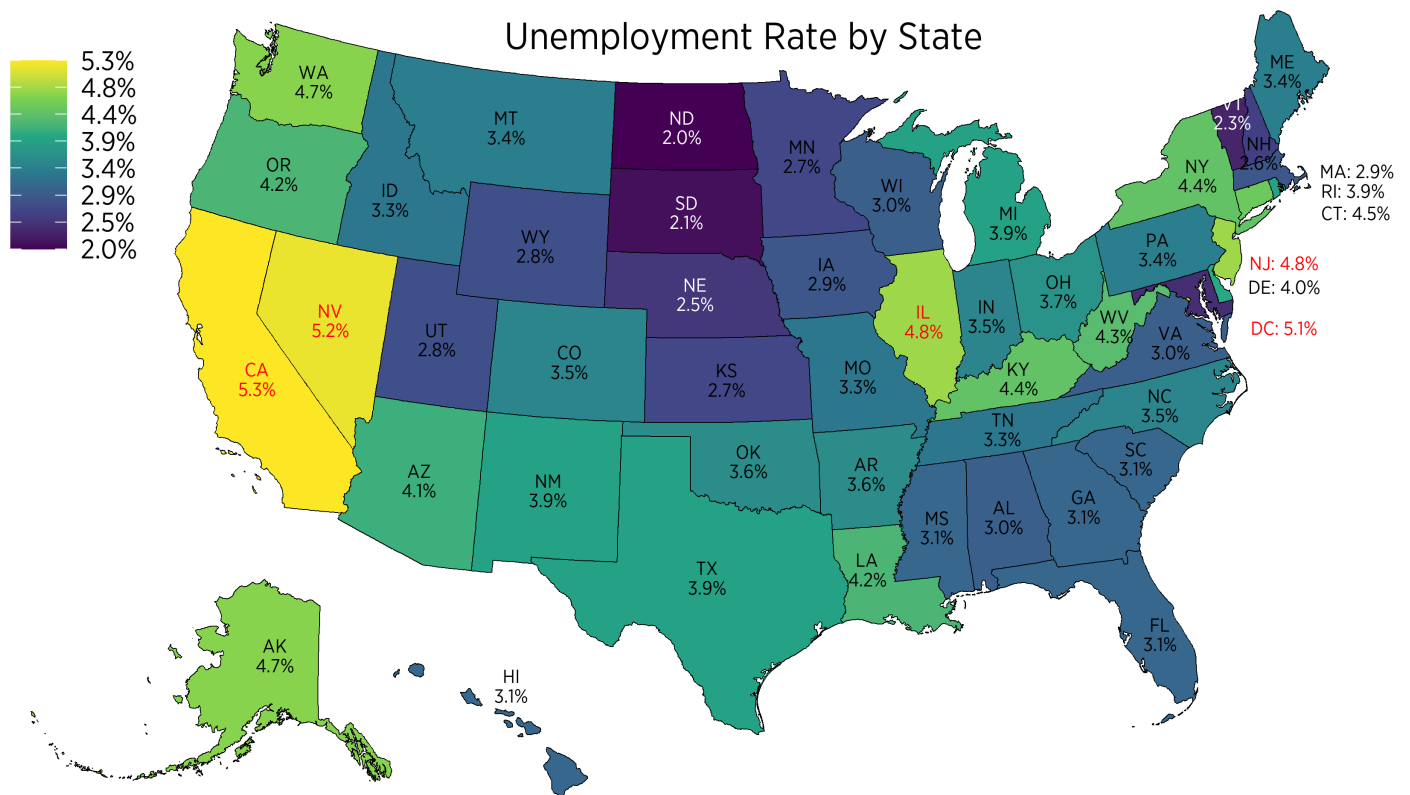 Unemployment Rate by State
5.3%
4.8%
4.4%
3.9%
3.4%
2.9%
2.5%
2.0%
WA
4.7%
OR
4.2%
CA
5.3%
NV
5.2%
ID
3.3%
MT
3.4%
WY
2.8%
UT
2.8%
CO
3.5%
AZ
4.1%
NM
3.9%
ND
2.0%
SD
2.1%
NE
2.5%
KS
2.7%
OK
3.6%
TX
3.9%
MN
2.7%
IA
2.9%
MO
3.3%
AR
3.6%
LA
4.2%
WI
3.0%
IL
4.8%
MI
3.9%
IN
3.5%
OH
3.7%
KY
4.4%
TN
3.3%
MS
3.1%
AL
3.0%
GA
3.1%
FL
3.1%
SC
3.1%
NC
3.5%
VA
3.0%
WV
4.3%
PA
3.4%
NY
4.4%
VT
2.3%
NH
2.6%
ME
3.4%
MA: 2.9%
RI: 3.9%
CT: 4.5%
NJ: 4.8%
DE: 4.0%
DC: 5.1%
AK
4.7%
HI
3.1%